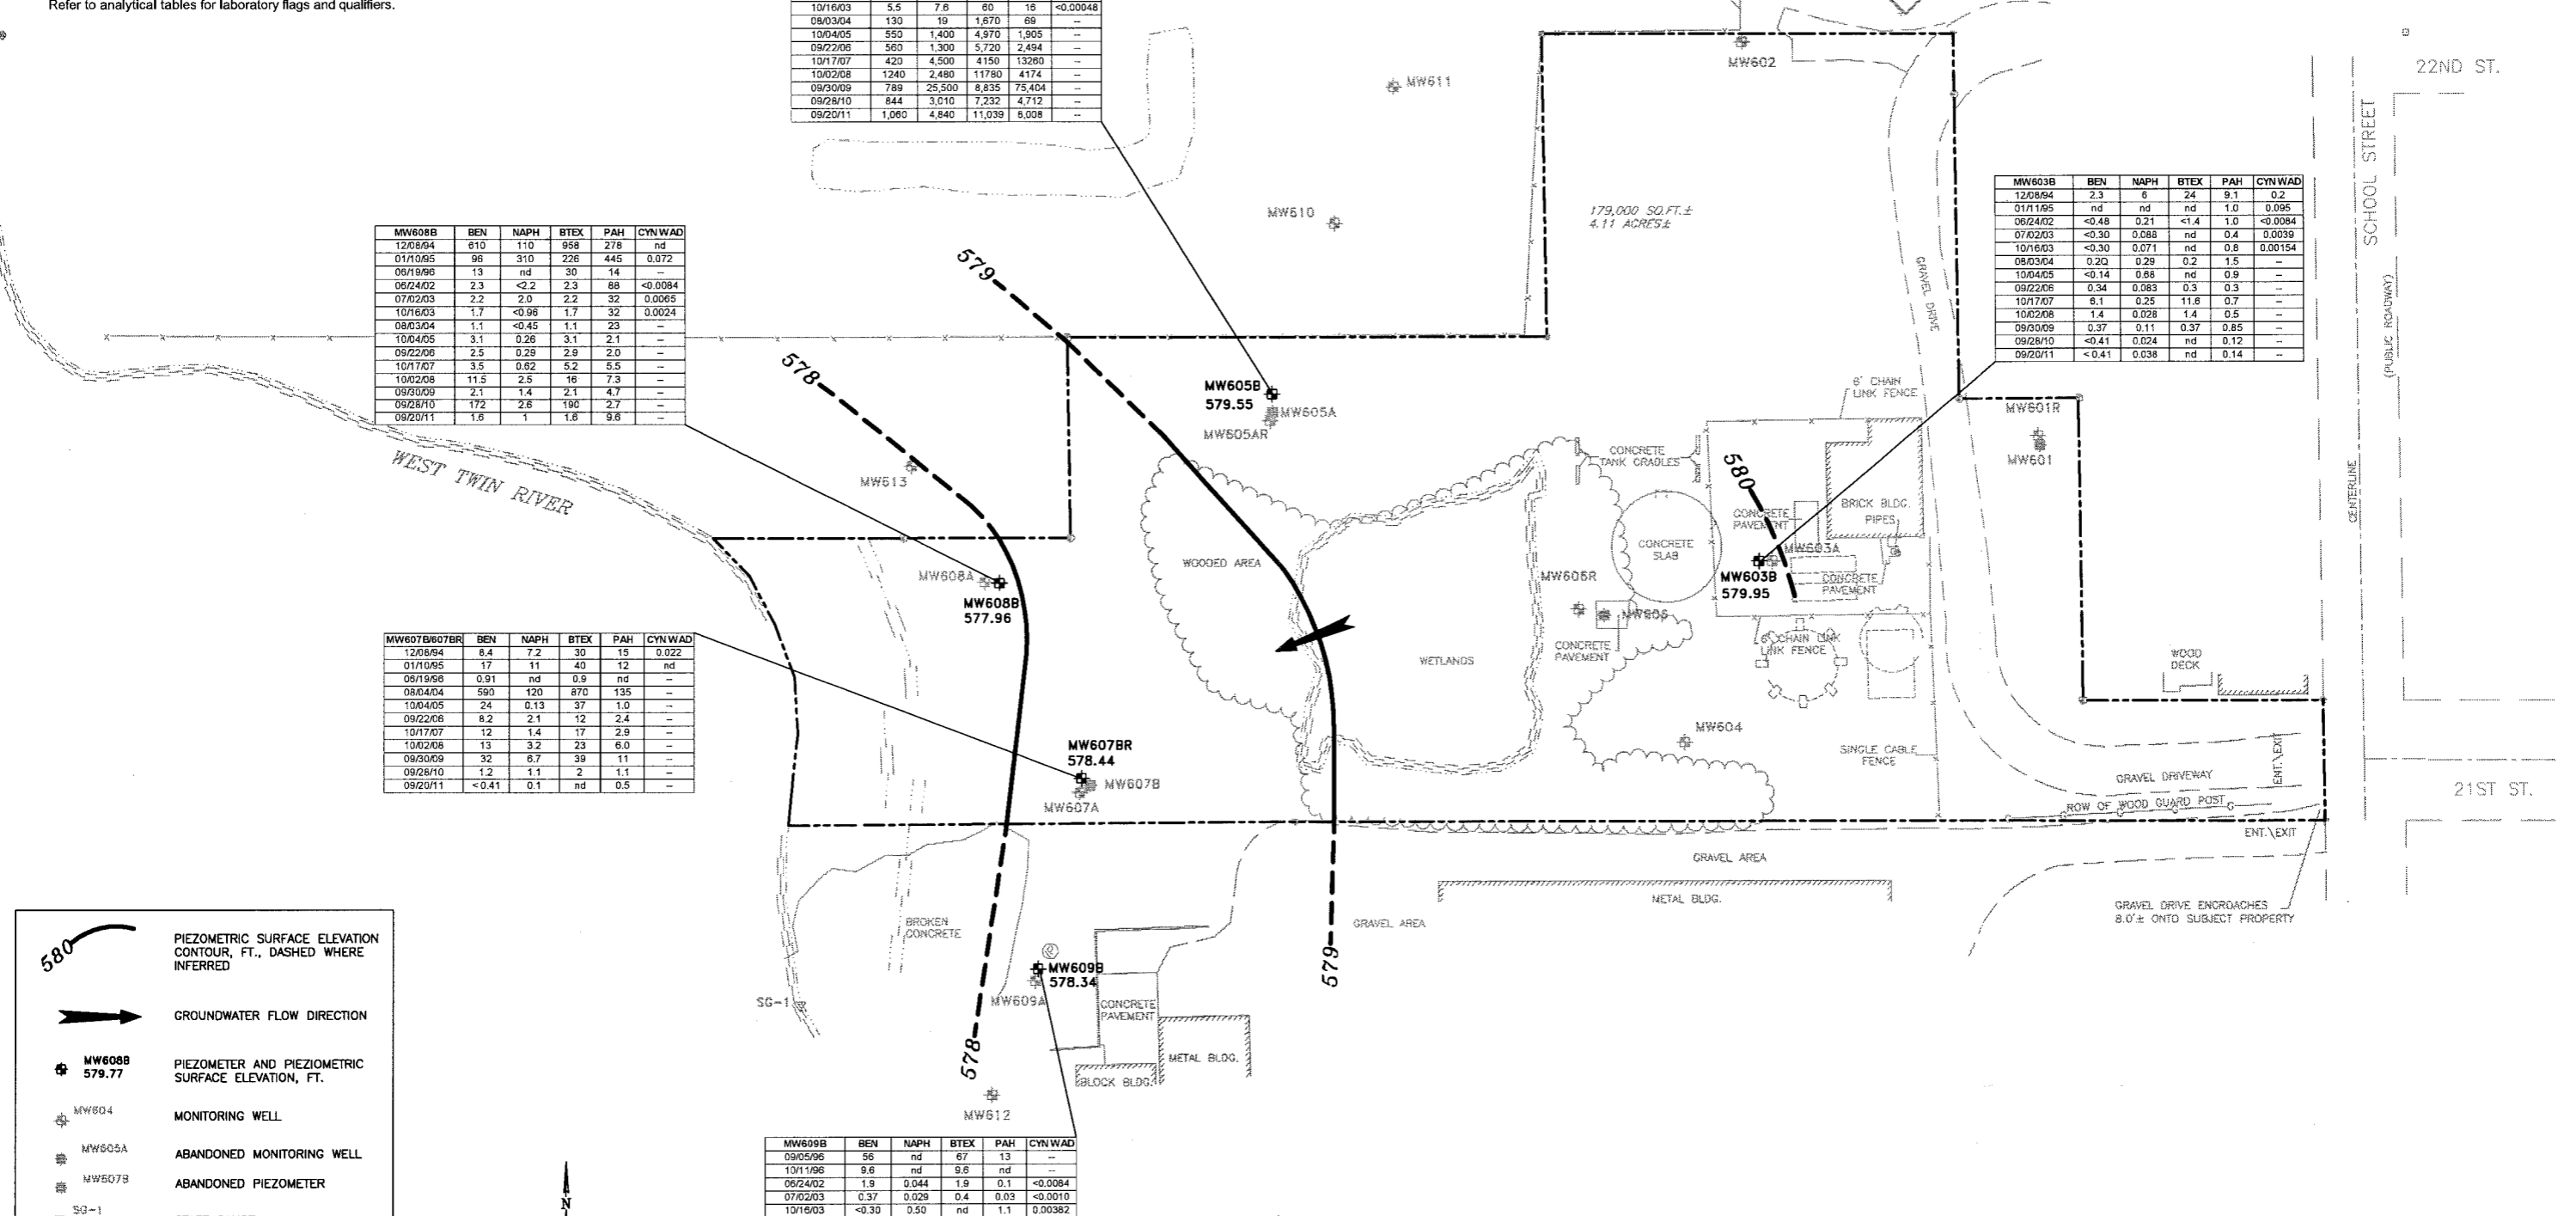 Refer to analytical tables for laboratory flags and qualifiers.
10/16/03 5.5 7.6 60 16 <0.00048
08/03/04 130 19 1,670 69 --
10/04/05 550 1,400 4,970 1,905 --
09/22/06 560 1,300 5,720 2,494 --
10/17/07 420 4,500 4150 13260 --
10/02/08 1240 2,480 11780 4174 --
09/30/09 789 25,500 8,835 75,404 --
09/28/10 844 3,010 7,232 4,712 --
09/20/11 1,060 4,840 11,039 6,008 --
MW602
22ND ST.
MW611
SCHOOL STREET
(PUBLIC ROADWAY)
CENTERLINE
MW603B BEN NAPH BTEX PAH CYN WAD
12/08/94 2.3 6 24 9.1 0.2
01/11/95 nd nd nd 1.0 0.095
06/24/02 <0.48 0.21 <1.4 1.0 <0.0084
07/02/03 <0.30 0.088 nd 0.4 0.0039
10/16/03 <0.30 0.071 nd 0.8 0.00154
08/03/04 0.2Q 0.29 0.2 1.5 --
10/04/05 <0.14 0.68 nd 0.9 --
09/22/06 0.34 0.083 0.3 0.3 --
10/17/07 6.1 0.25 11.6 0.7 --
10/02/08 1.4 0.028 1.4 0.5 --
09/30/09 0.37 0.11 0.37 0.85 --
09/28/10 <0.41 0.024 nd 0.12 --
09/20/11 <0.41 0.038 nd 0.14 --
MW610
179,000 SQ.FT.±
4.11 ACRES±
GRAVEL DRIVE
MW608B BEN NAPH BTEX PAH CYN WAD
12/08/94 610 110 958 278 nd
01/10/95 96 310 226 445 0.072
06/19/96 13 nd 30 14 --
06/24/02 2.3 <2.2 2.3 88 <0.0084
07/02/03 2.2 2.0 2.2 32 0.0065
10/16/03 1.7 <0.96 1.7 32 0.0024
08/03/04 1.1 <0.45 1.1 23 --
10/04/05 3.1 0.26 3.1 2.1 --
09/22/06 2.5 0.29 2.9 2.0 --
10/17/07 3.5 0.62 5.2 5.5 --
10/02/08 11.5 2.5 16 7.3 --
09/30/09 2.1 1.4 2.1 4.7 --
09/28/10 172 2.6 190 2.7 --
09/20/11 1.6 1 1.6 9.6 --
579
578
MW605B
579.55
MW605A
MW605AR
6' CHAIN
LINK FENCE
MW601R
MW601
WEST TWIN RIVER
MW613
CONCRETE
TANK CRADLES
580
BRICK BLDG.
PIPES
CONCRETE
PAVEMENT
CONCRETE
SLAB
MW603A
MW603B
579.95
CONCRETE
PAVEMENT
WOODED AREA
MW608A
MW608B
577.96
MW606R
MW606
CONCRETE
PAVEMENT
6' CHAIN LINK
LINK FENCE
WETLANDS
WOOD
DECK
MW607B/607BR BEN NAPH BTEX PAH CYN WAD
12/08/94 8.4 7.2 30 15 0.022
01/10/95 17 11 40 12 nd
06/19/96 0.91 nd 0.9 nd --
08/04/04 590 120 870 135 --
10/04/05 24 0.13 37 1.0 --
09/22/06 8.2 2.1 12 2.4 --
10/17/07 12 1.4 17 2.9 --
10/02/08 13 3.2 23 6.0 --
09/30/09 32 6.7 39 11 --
09/28/10 1.2 1.1 2 1.1 --
09/20/11 <0.41 0.1 nd 0.5 --
MW607BR
578.44
MW607B
MW607A
MW604
SINGLE CABLE
FENCE
GRAVEL DRIVEWAY
ENT.\EXIT
ROW OF WOOD GUARD POST
ENT.\EXIT
21ST ST.
GRAVEL AREA
METAL BLDG.
GRAVEL DRIVE ENCROACHES
8.0'± ONTO SUBJECT PROPERTY
GRAVEL AREA
BROKEN
CONCRETE
579
578
SG-1
MW609B
578.34
MW609A
CONCRETE
PAVEMENT
METAL BLDG.
BLOCK BLDG.
MW612
580
PIEZOMETRIC SURFACE ELEVATION
CONTOUR, FT., DASHED WHERE
INFERRED
GROUNDWATER FLOW DIRECTION
MW608B
579.77
PIEZOMETER AND PIEZIOMETRIC
SURFACE ELEVATION, FT.
MW604
MONITORING WELL
MW605A
ABANDONED MONITORING WELL
MW607B
ABANDONED PIEZOMETER
SG-1
N
MW609B BEN NAPH BTEX PAH CYN WAD
09/05/96 56 nd 67 13 --
10/11/96 9.6 nd 9.6 nd --
06/24/02 1.9 0.044 1.9 0.1 <0.0084
07/02/03 0.37 0.029 0.4 0.03 <0.0010
10/16/03 <0.30 0.50 nd 1.1 0.00382